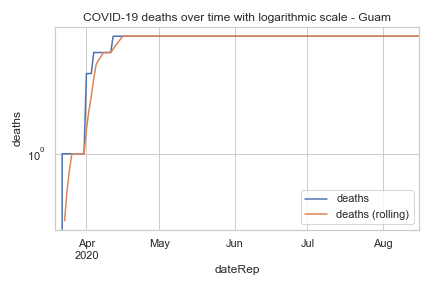 COVID-19 deaths over time with logarithmic scale - Guam
deaths
10⁰
deaths
deaths (rolling)
Apr
2020
May
Jun
Jul
Aug
dateRep